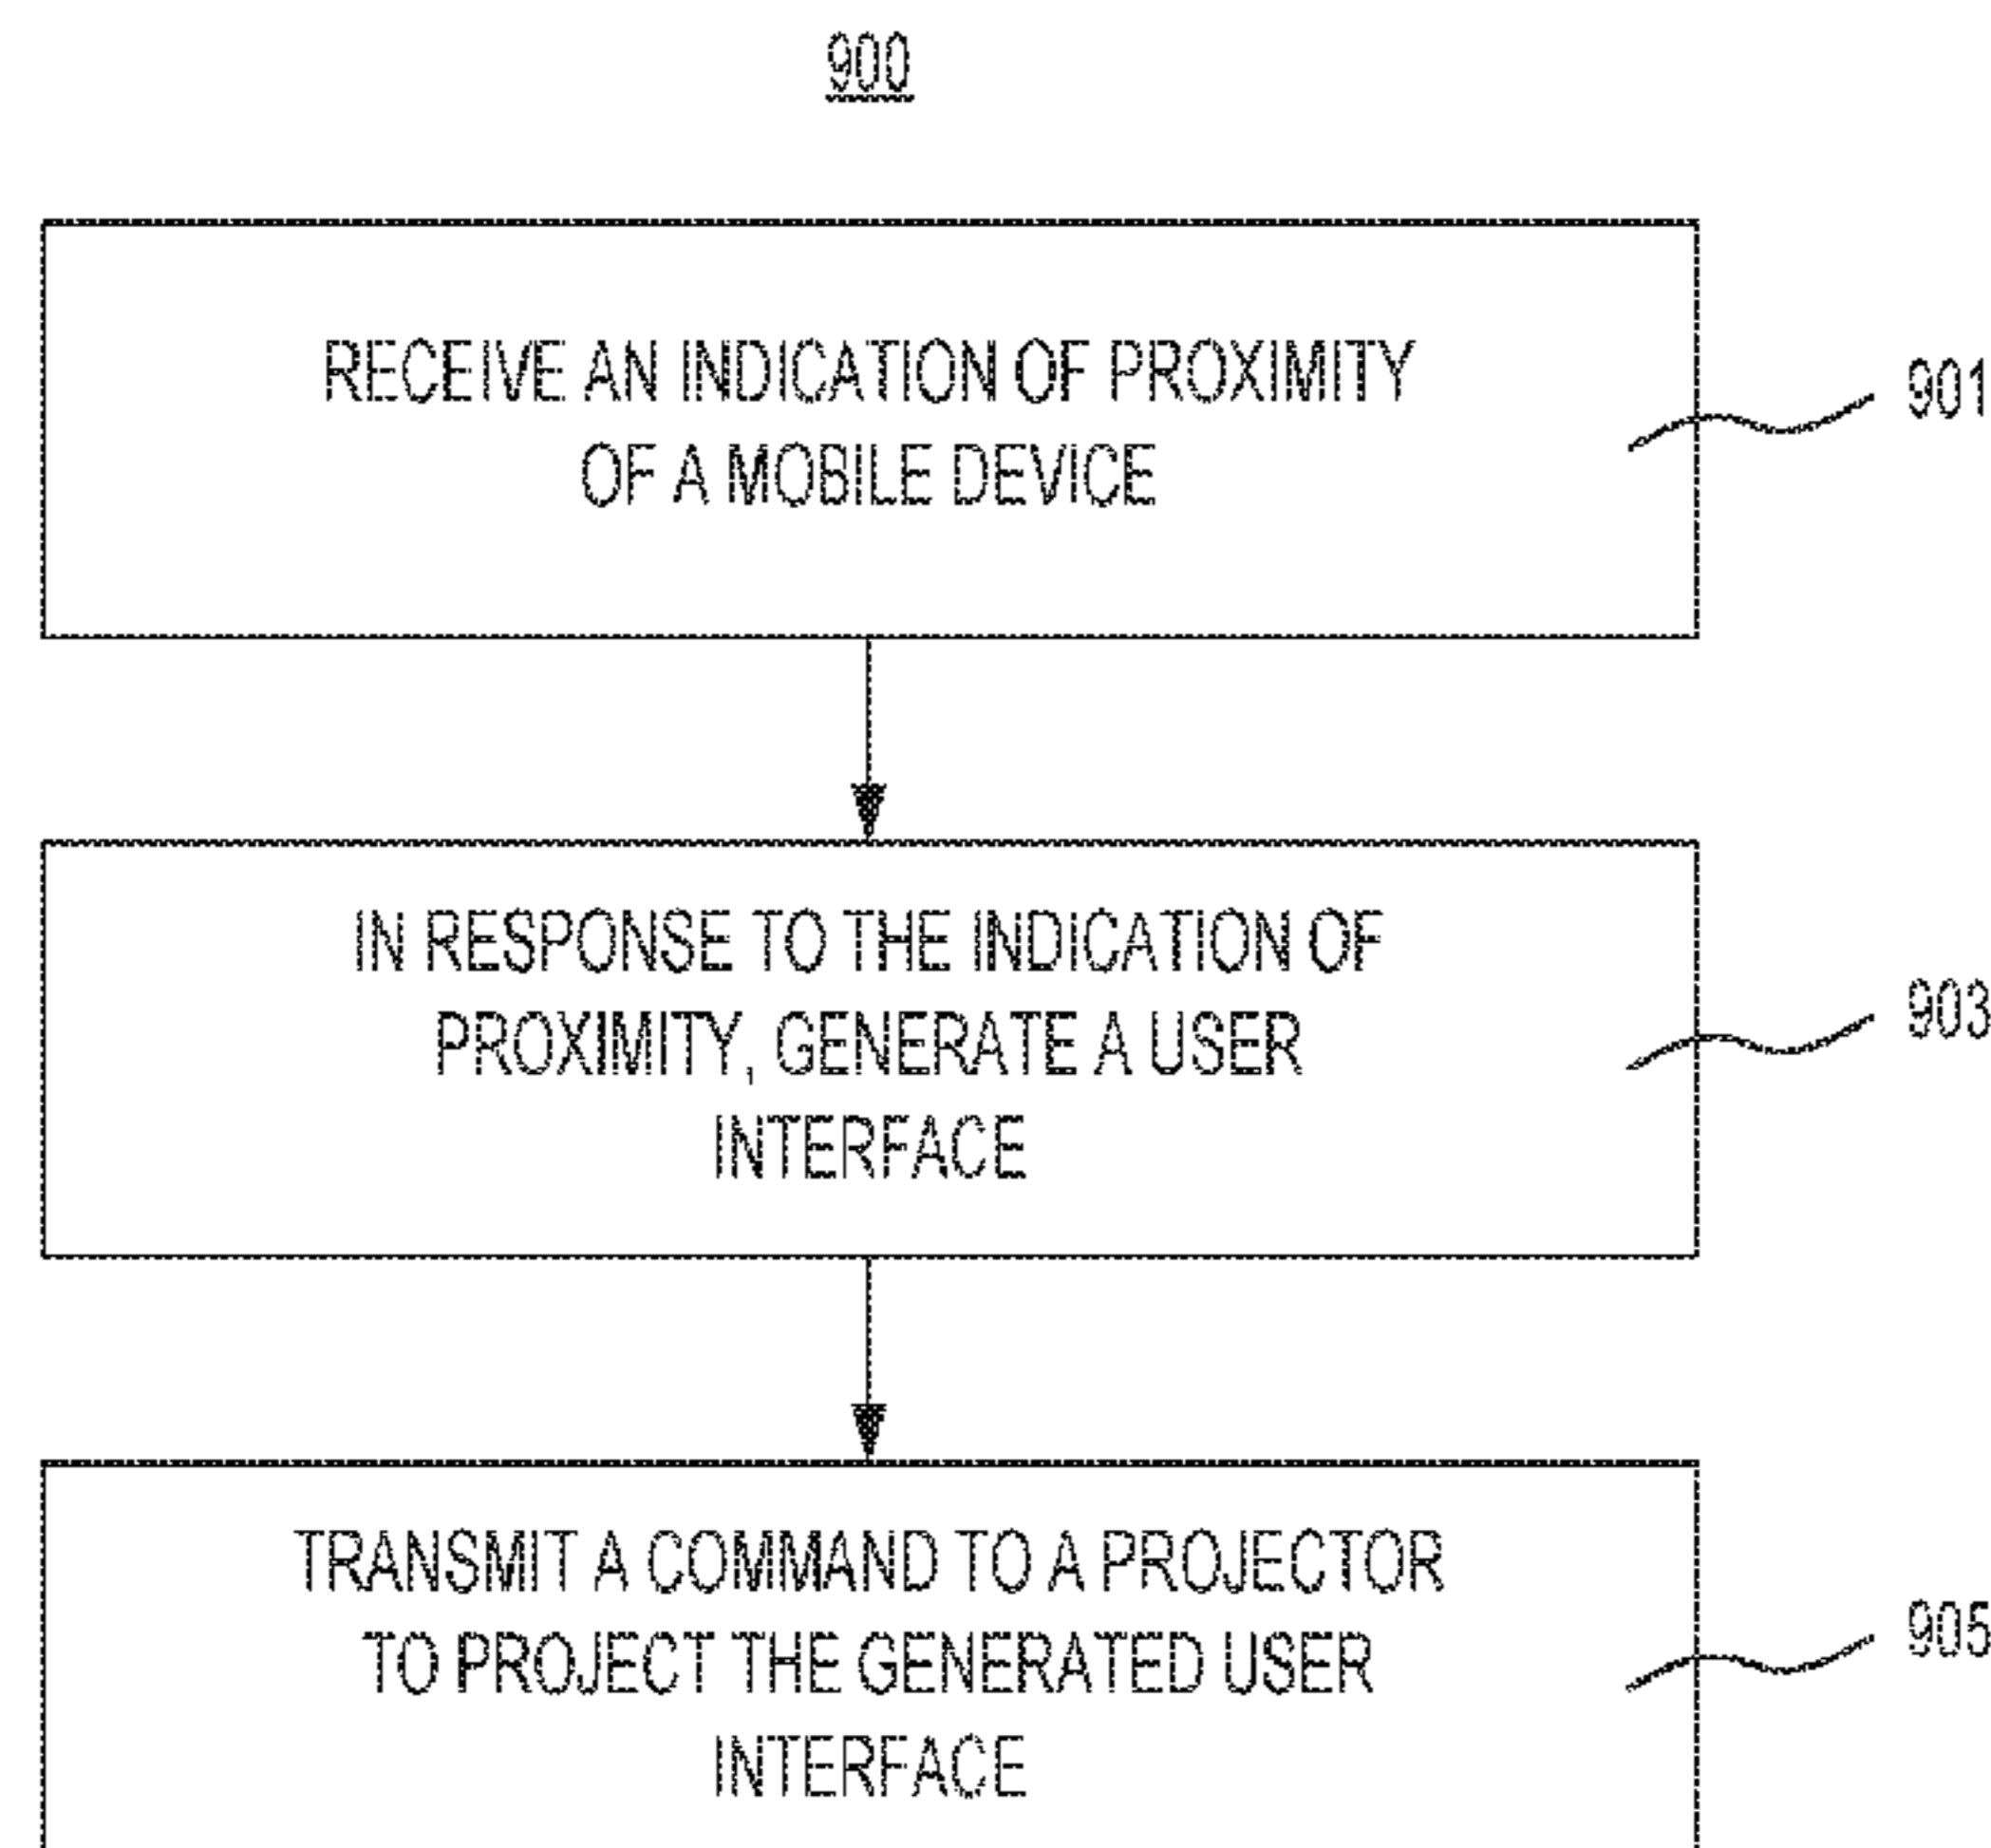 900
RECEIVE AN INDICATION OF PROXIMITY
OF A MOBILE DEVICE
901
IN RESPONSE TO THE INDICATION OF
PROXIMITY, GENERATE A USER
INTERFACE
903
TRANSMIT A COMMAND TO A PROJECTOR
TO PROJECT THE GENERATED USER
INTERFACE
905